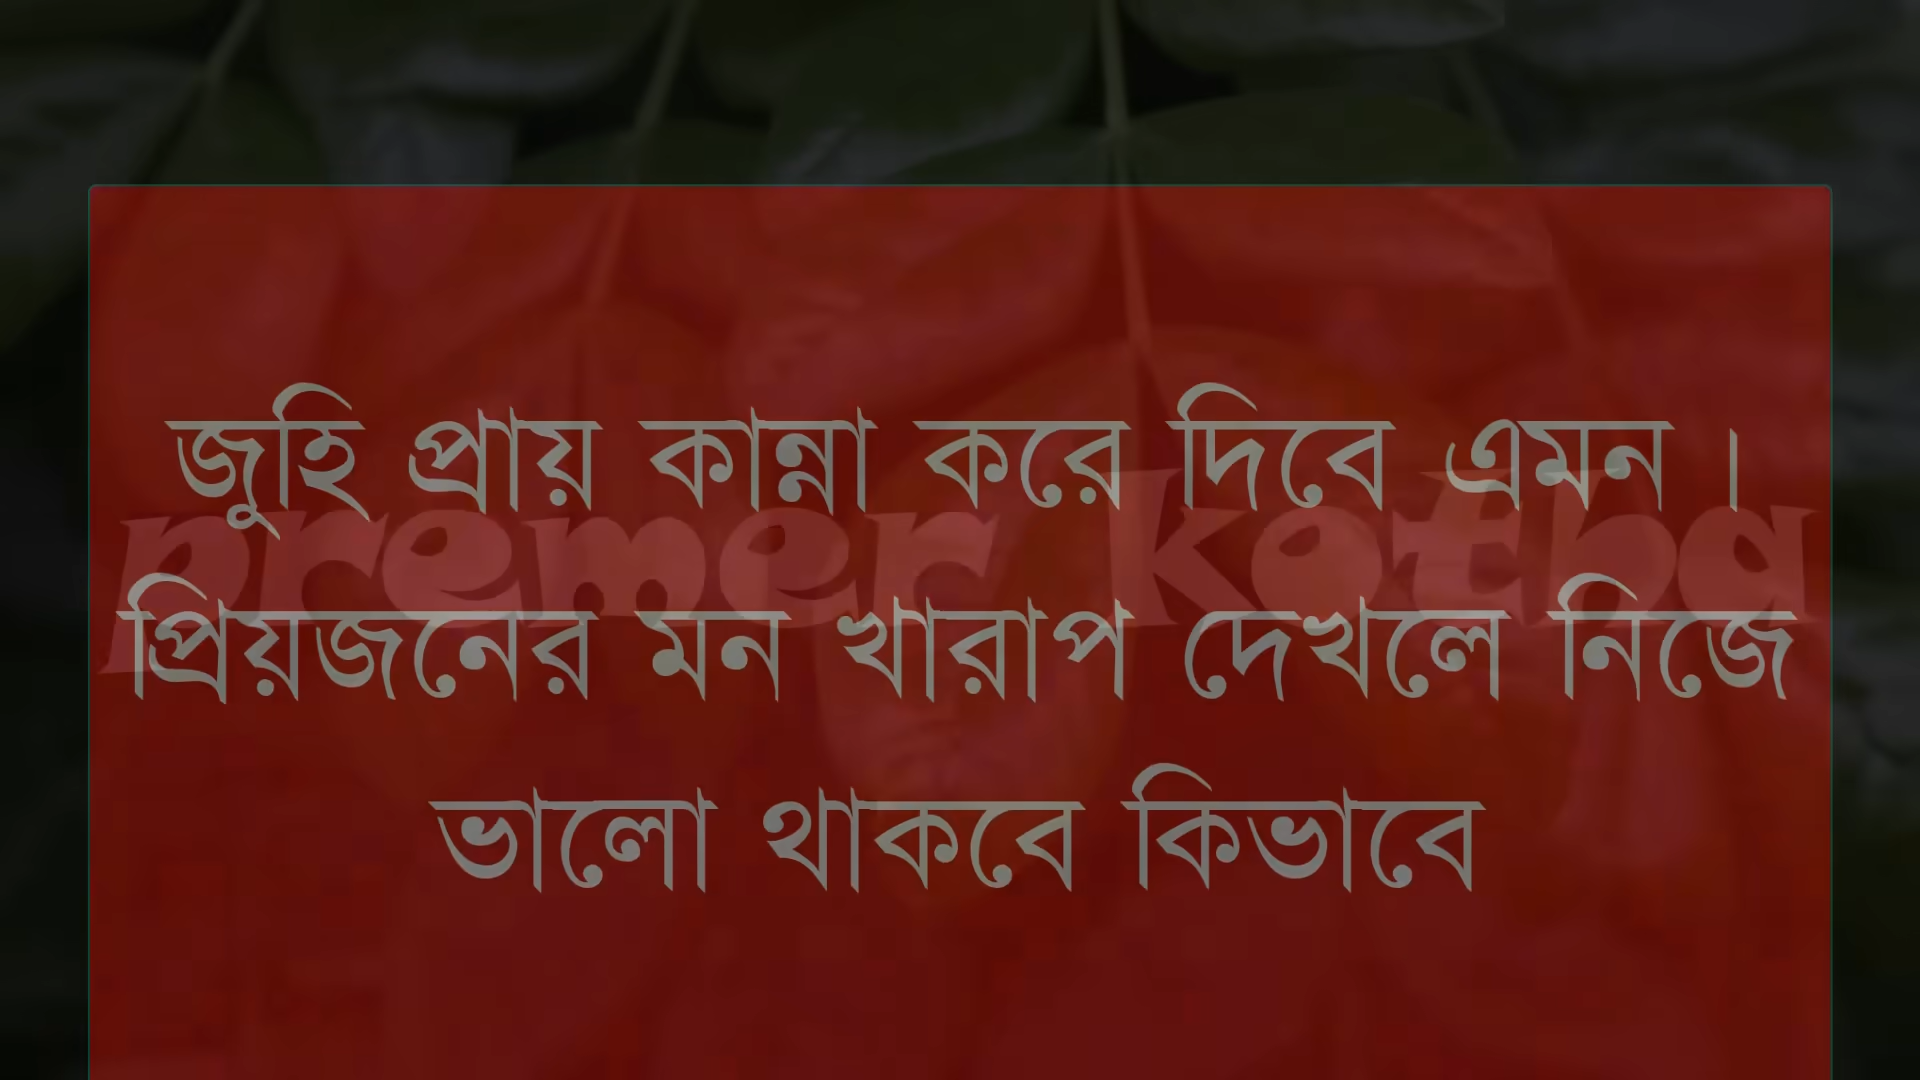 জুহি প্রায় কান্না করে দিবে এমন ।
premer kotha
প্রিয়জনের মন খারাপ দেখলে নিজে
ভালো থাকবে কিভাবে